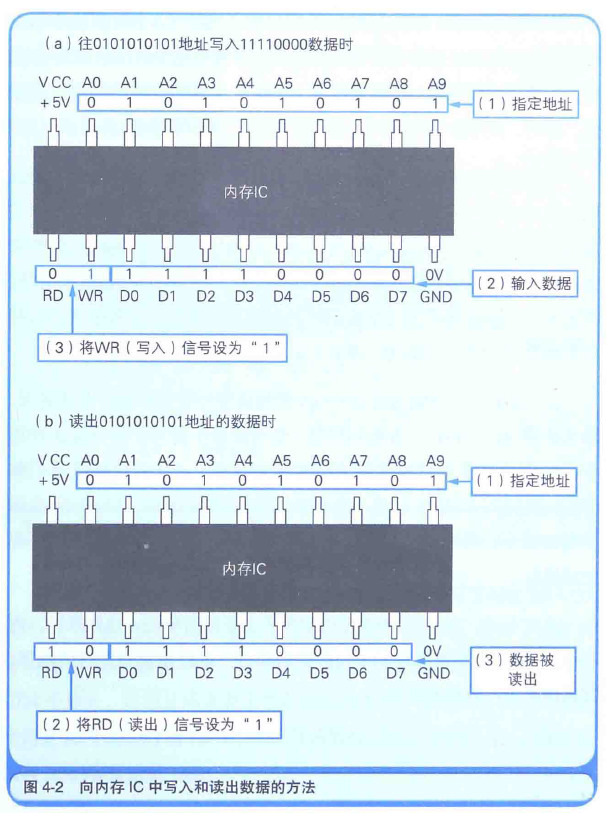 (a)往0101010101地址写入11110000数据时
VCC A0 A1 A2 A3 A4 A5 A6 A7 A8 A9
+5V 0 1 0 1 0 1 0 1 0 1
(1)指定地址
内存IC
0 1 1 1 1 1 0 0 0 0 0V
(2)输入数据
RD WR D0 D1 D2 D3 D4 D5 D6 D7 GND
(3)将WR(写入)信号设为“1”
(b)读出0101010101地址的数据时
VCC A0 A1 A2 A3 A4 A5 A6 A7 A8 A9
+5V 0 1 0 1 0 1 0 1 0 1
(1)指定地址
内存IC
1 0 1 1 1 1 0 0 0 0 0V
(3)数据被
读出
RD WR D0 D1 D2 D3 D4 D5 D6 D7 GND
(2)将RD(读出)信号设为“1”
图 4-2 向内存 IC 中写入和读出数据的方法